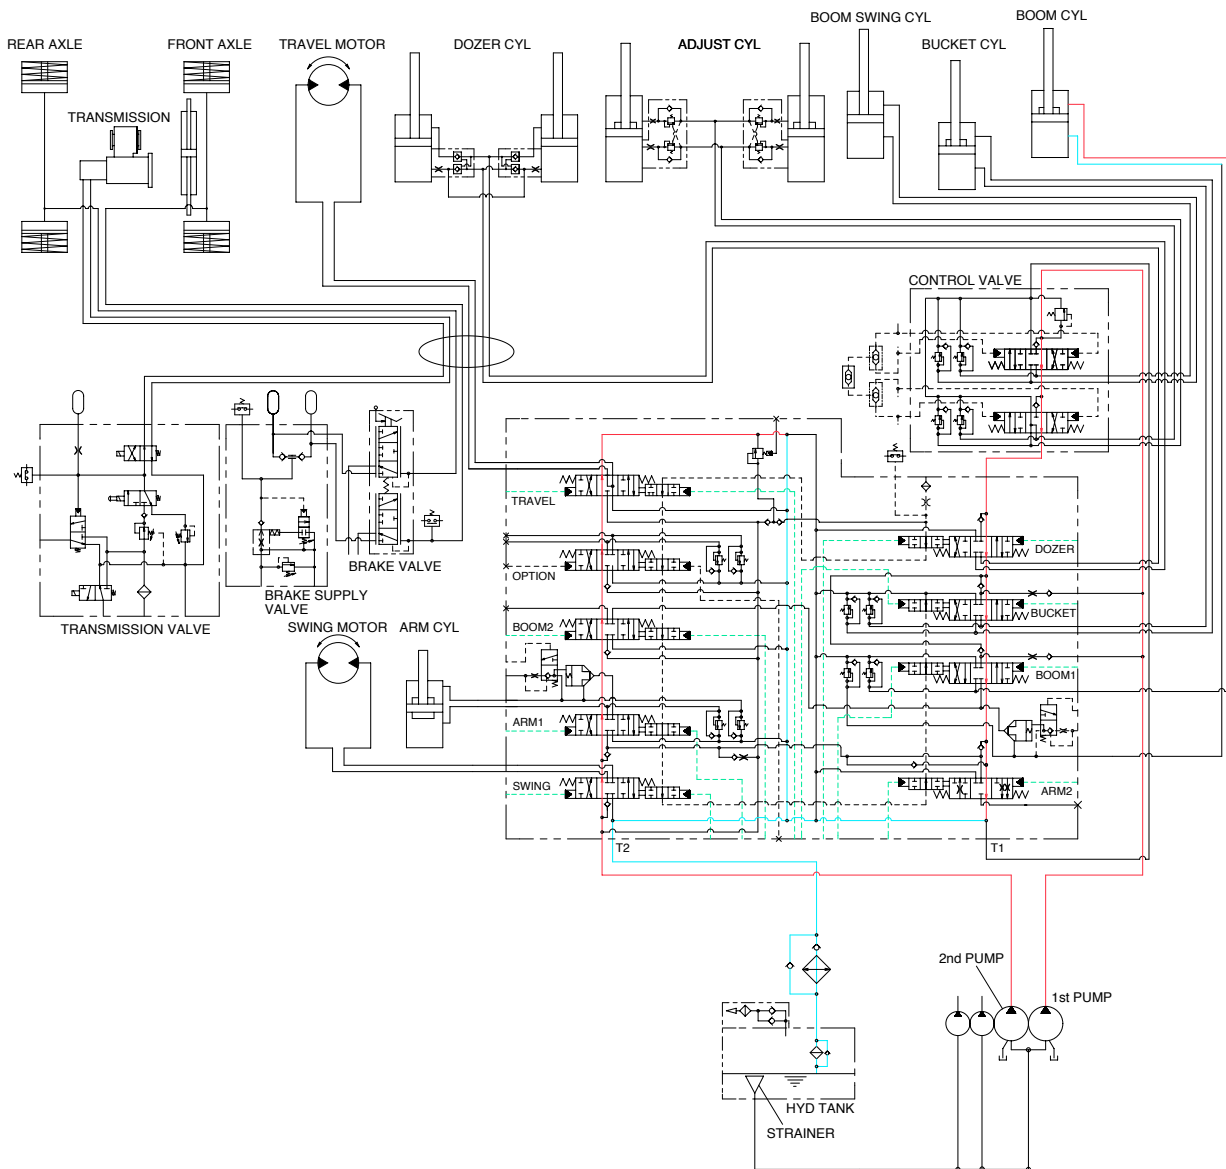 BOOM SWING CYL
BOOM CYL
REAR AXLE
FRONT AXLE
TRAVEL MOTOR
DOZER CYL
ADJUST CYL
BUCKET CYL
TRANSMISSION
CONTROL VALVE
TRAVEL
DOZER
BRAKE VALVE
OPTION
BRAKE SUPPLY
VALVE
BUCKET
TRANSMISSION VALVE
SWING MOTOR
ARM CYL
BOOM2
BOOM1
ARM1
SWING
ARM2
T2
T1
2nd PUMP
1st PUMP
HYD TANK
STRAINER